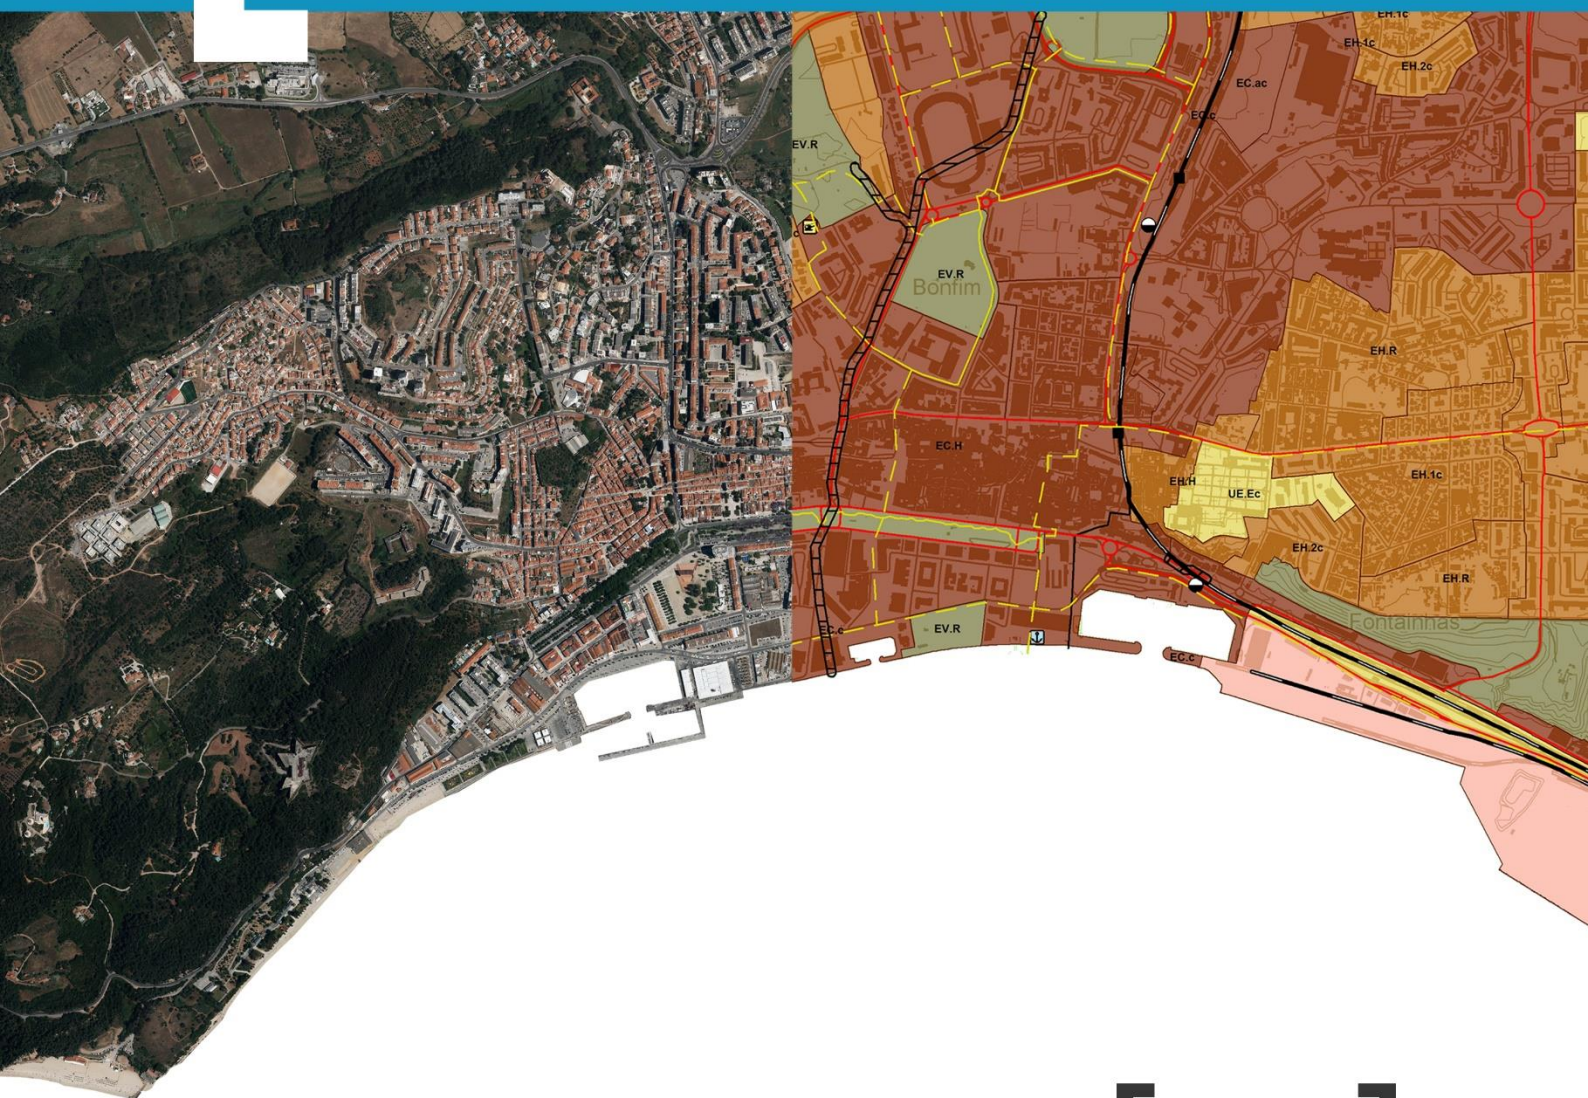 EH.1c
EH.1c
EH.2c
EC.ac
EC.c
EV.R
EV.R
Bonfim
EH.R
EC.H
EH.H
UE.Ec
EH.1c
EH.2c
EH.R
Fontainhas
EC.c
EV.R
EC.c